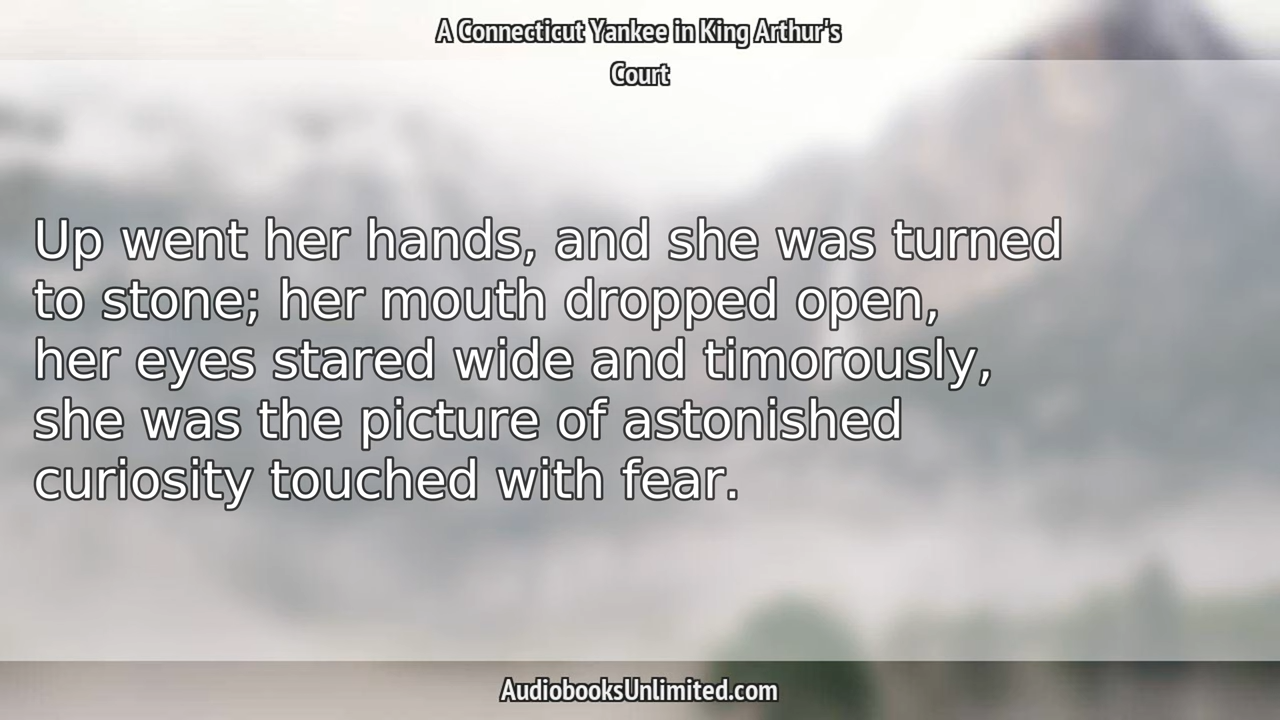 A Connecticut Yankee in King Arthur's
Court
Up went her hands, and she was turned
to stone; her mouth dropped open,
her eyes stared wide and timorously,
she was the picture of astonished
curiosity touched with fear.
AudiobooksUnlimited.com